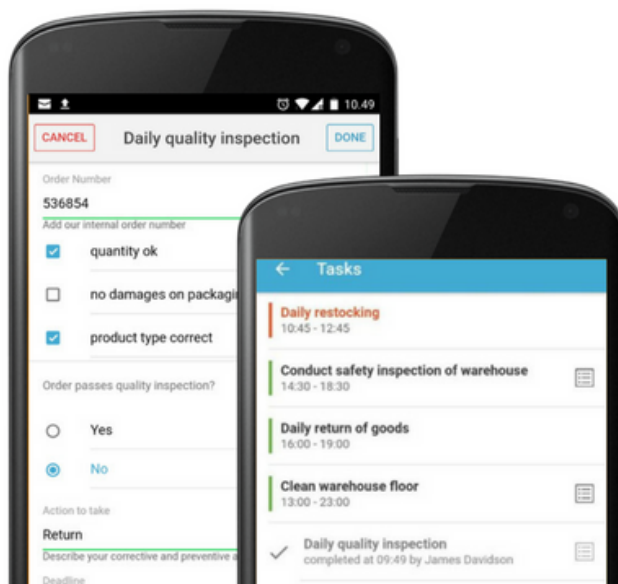 10.49
CANCEL
Daily quality inspection
DONE
Order Number
536854
Add our internal order number
quantity ok
no damages on
product type correct
Order passes quality inspection?
Yes
No
Action to take
Return
Describe your corrective and preventive
Deadline
Tasks
Daily restocking
10:45 - 12:45
Conduct safety inspection of warehouse
14:30 - 18:30
Daily return of goods
16:00 - 19:00
Clean warehouse floor
13:00 - 23:00
Daily quality inspection
completed at 09:49 by James Davidson